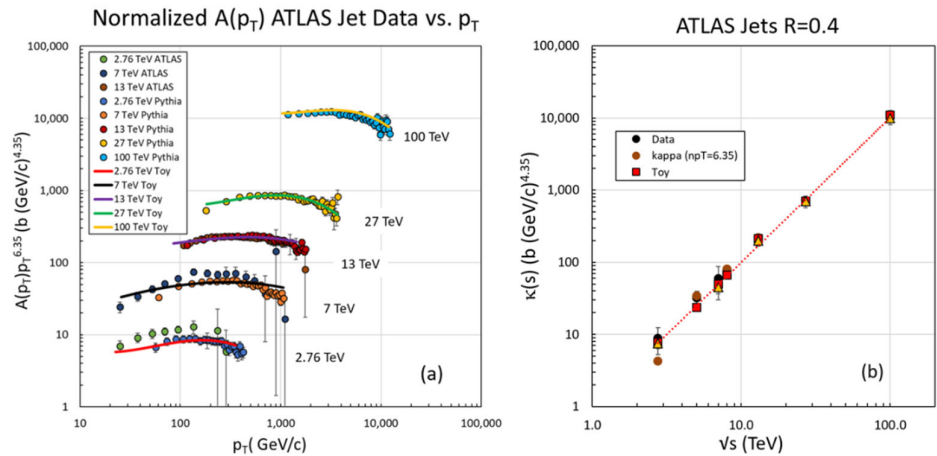 Normalized A(pT) ATLAS Jet Data vs. pT
100,000
10,000
1,000
100
10
1
A(pT)pT^6.35 (b (GeV/c)^4.35)
2.76 TeV ATLAS
7 TeV ATLAS
13 TeV ATLAS
2.76 TeV Pythia
7 TeV Pythia
13 TeV Pythia
27 TeV Pythia
100 TeV Pythia
2.76 TeV Toy
7 TeV Toy
13 TeV Toy
27 TeV Toy
100 TeV Toy
100 TeV
27 TeV
13 TeV
7 TeV
2.76 TeV
(a)
10
100
1,000
10,000
100,000
pT( GeV/c)
ATLAS Jets R=0.4
100,000
10,000
1,000
100
10
1
κ(s) (b (GeV/c)^4.35)
Data
kappa (npT=6.35)
Toy
(b)
1.0
10.0
100.0
√s (TeV)